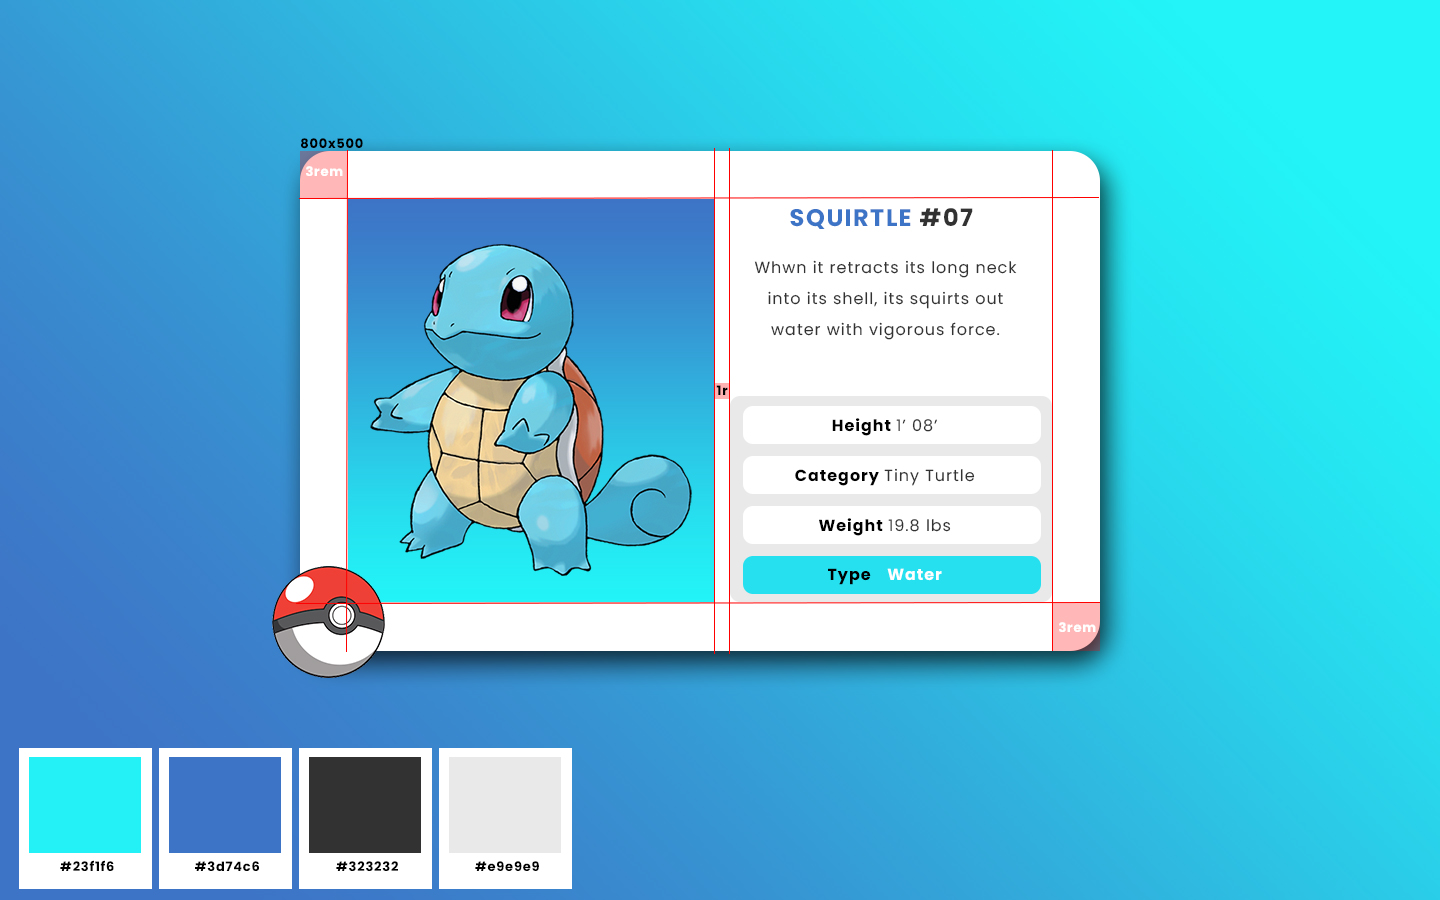 800x500
3rem
SQUIRTLE #07
Whwn it retracts its long neck
into its shell, its squirts out
water with vigorous force.
1r
Height 1’ 08’
Category Tiny Turtle
Weight 19.8 lbs
Type Water
3rem
#23f1f6
#3d74c6
#323232
#e9e9e9